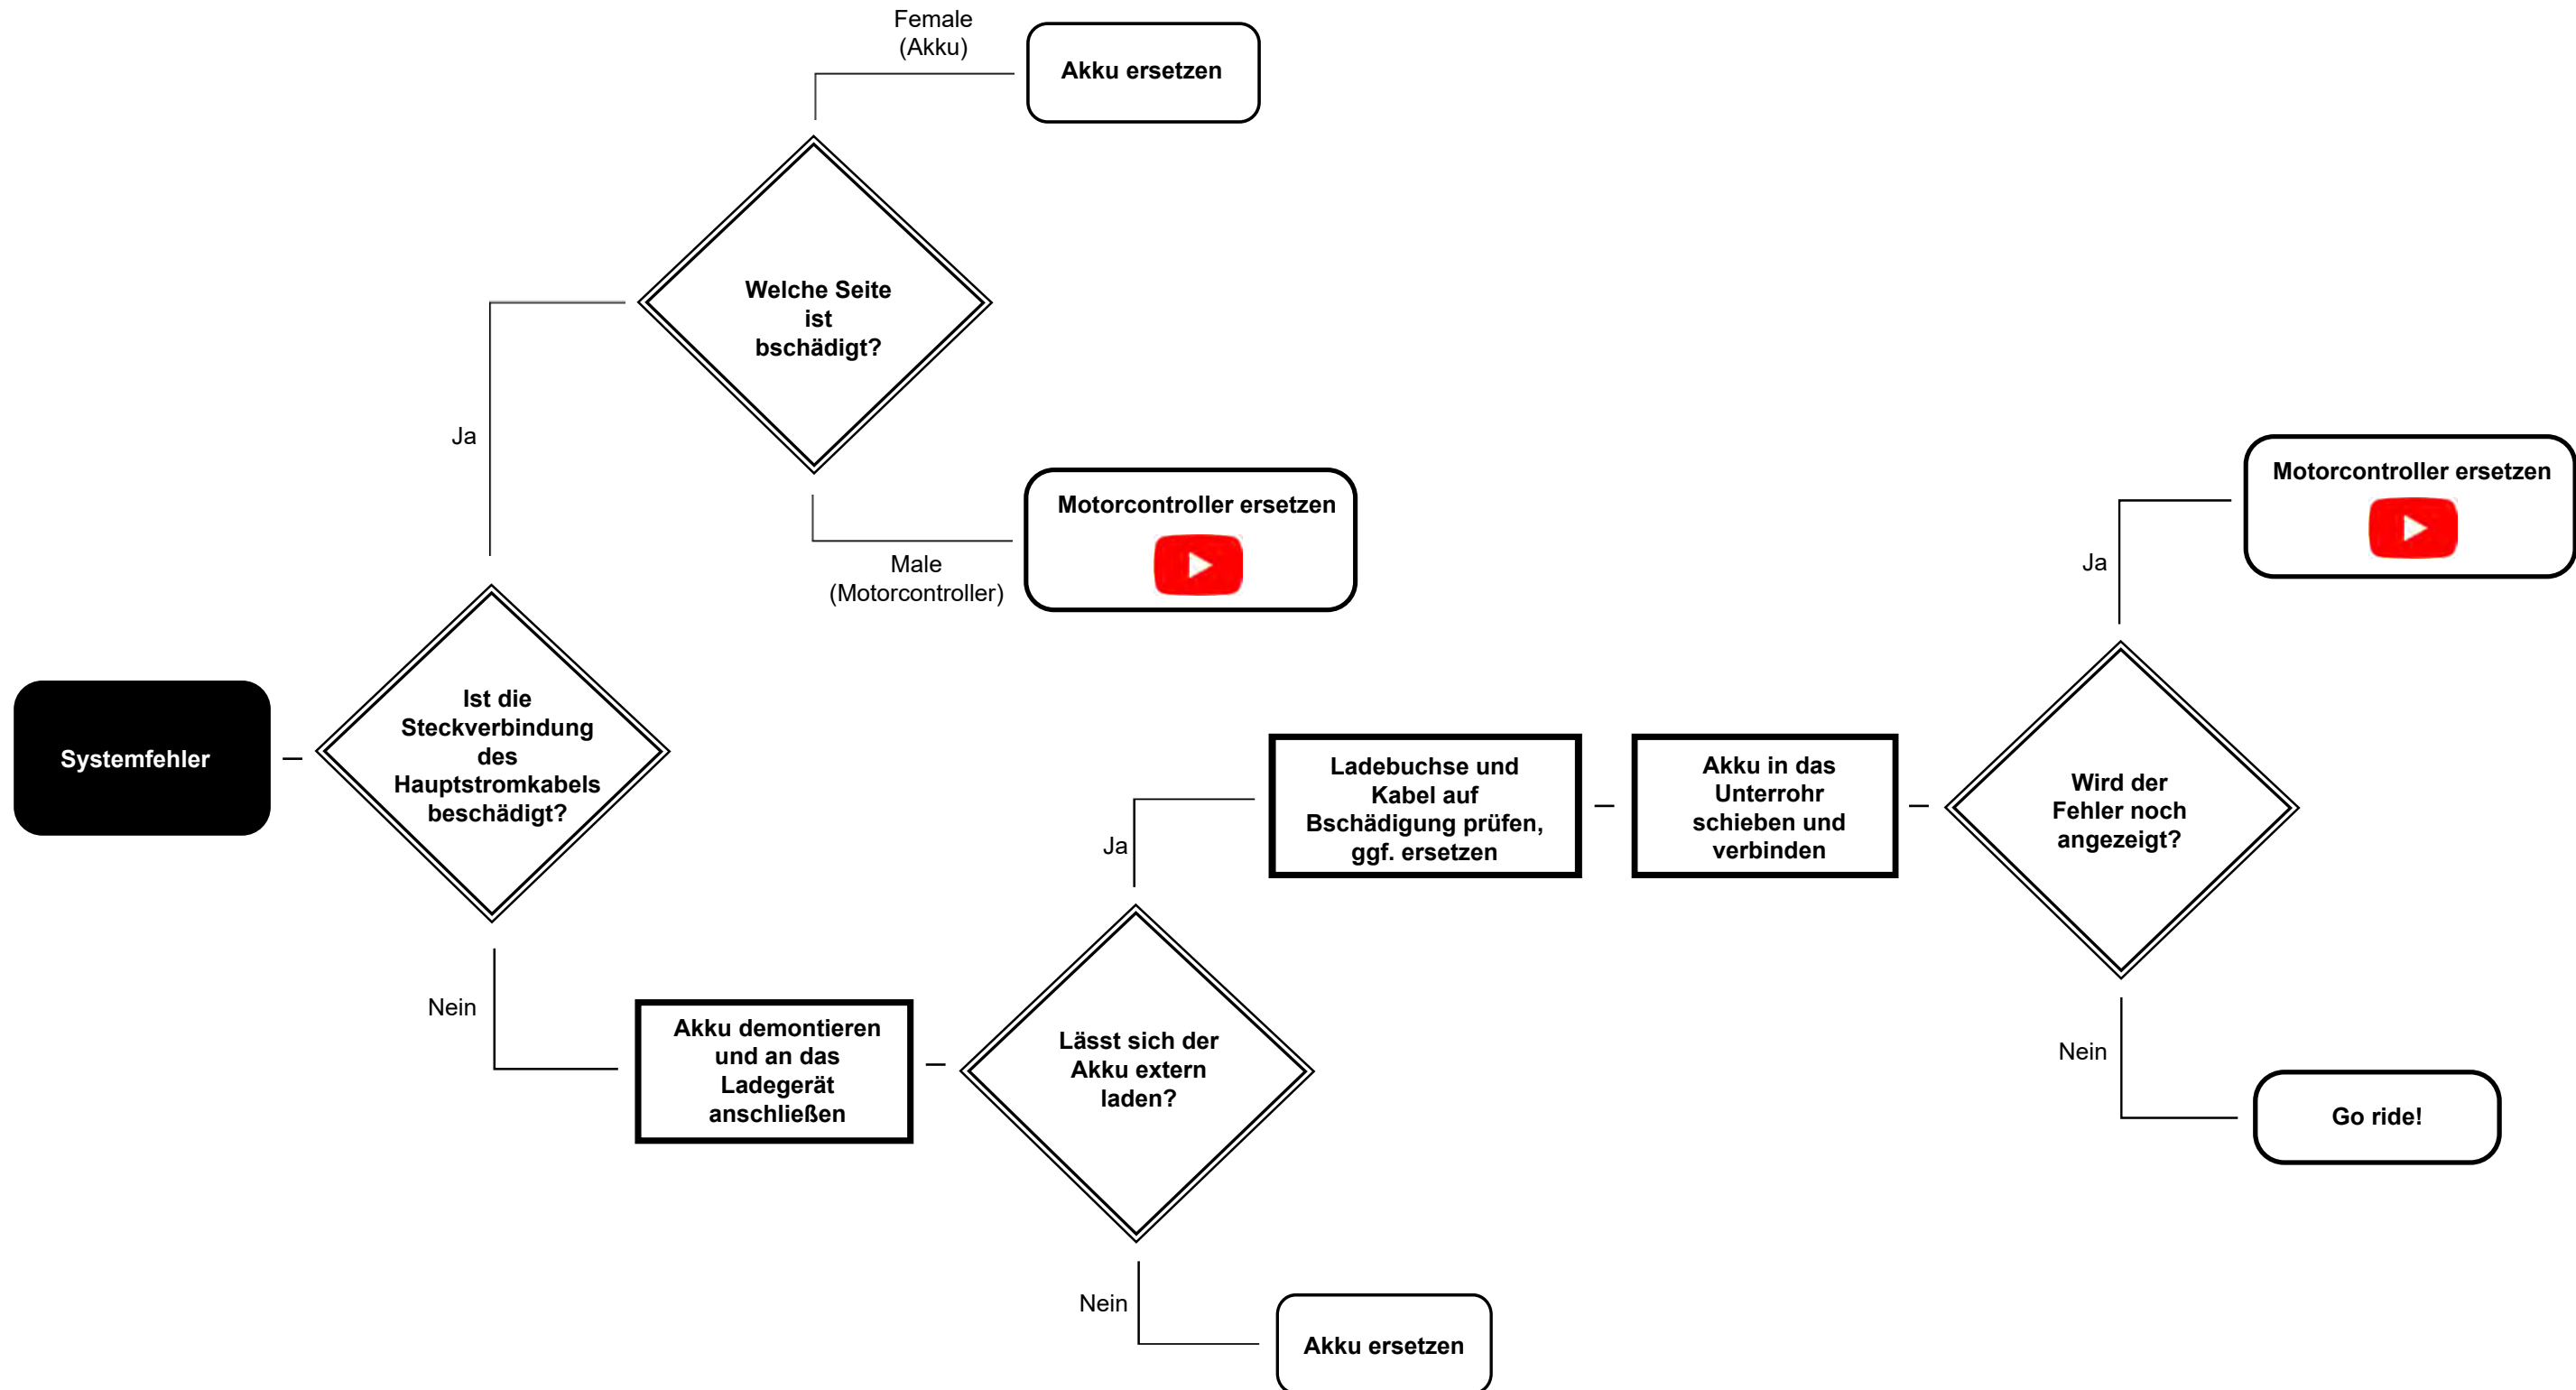 Female
(Akku)
Akku ersetzen
Welche Seite
ist
bschädigt?
Ja
Motorcontroller ersetzen
Male
(Motorcontroller)
Motorcontroller ersetzen
Ja
Systemfehler
Ist die
Steckverbindung
des
Hauptstromkabels
beschädigt?
Ja
Ladebuchse und
Kabel auf
Bschädigung prüfen,
ggf. ersetzen
Akku in das
Unterrohr
schieben und
verbinden
Wird der
Fehler noch
angezeigt?
Nein
Akku demontieren
und an das
Ladegerät
anschließen
Lässt sich der
Akku extern
laden?
Nein
Go ride!
Nein
Akku ersetzen